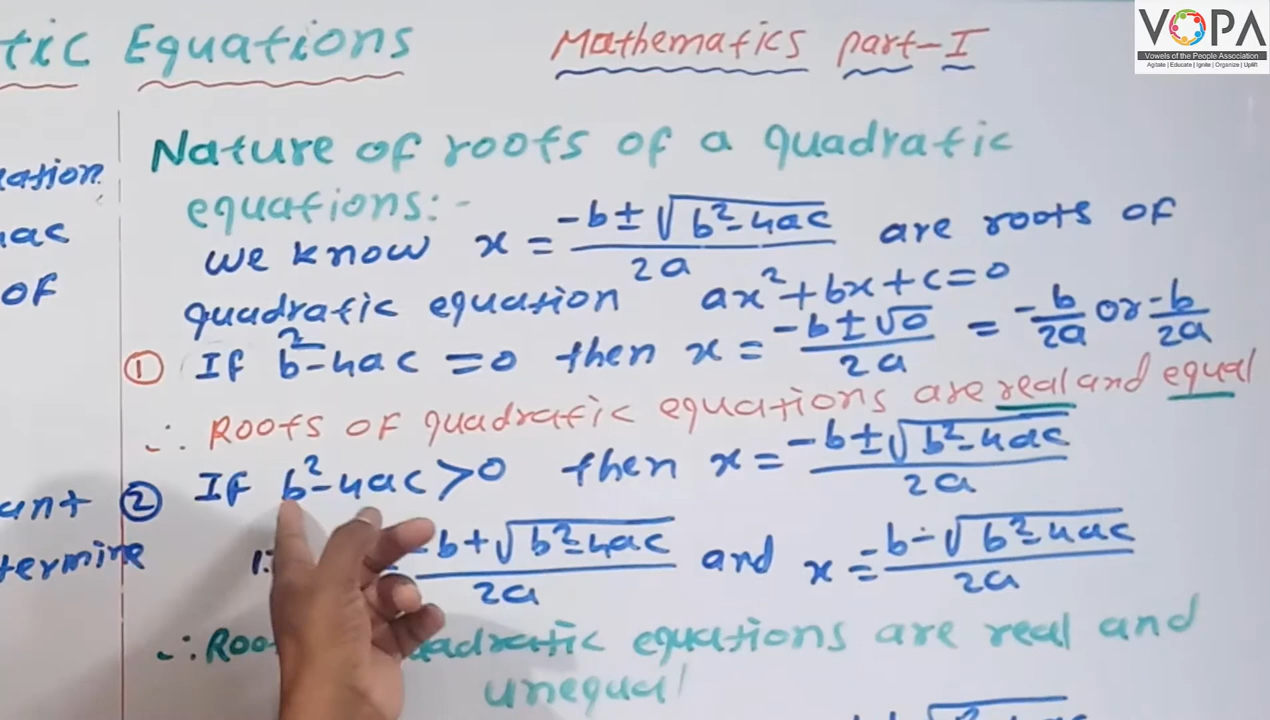 tic Equations Mathematics part-I
VOPA
Vowels of the People Association
Agitate | Educate | Ignite | Organize | Uplift
ation
ac
of
ant
termine
Nature of roots of a quadratic
equations:-
we know x = -b ± √b²-4ac / 2a are roots of
quadratic equation ax²+bx+c=0
① If b²-4ac = 0 then x = -b ± √0 / 2a = -b/2a or -b/2a
∴ Roots of quadratic equations are real and equal
② If b²-4ac > 0 then x = -b ± √b²-4ac / 2a
-b + √b²-4ac / 2a and x = -b - √b²-4ac / 2a
∴ Roo uadratic equations are real and
unequal